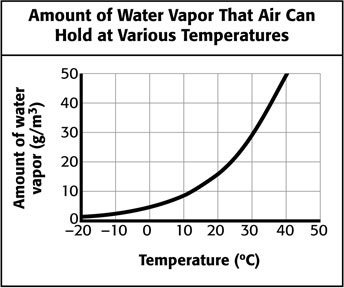 Amount of Water Vapor That Air Can
Hold at Various Temperatures
Amount of water
vapor (g/m³)
50
40
30
20
10
0
−20 −10 0 10 20 30 40 50
Temperature (ºC)